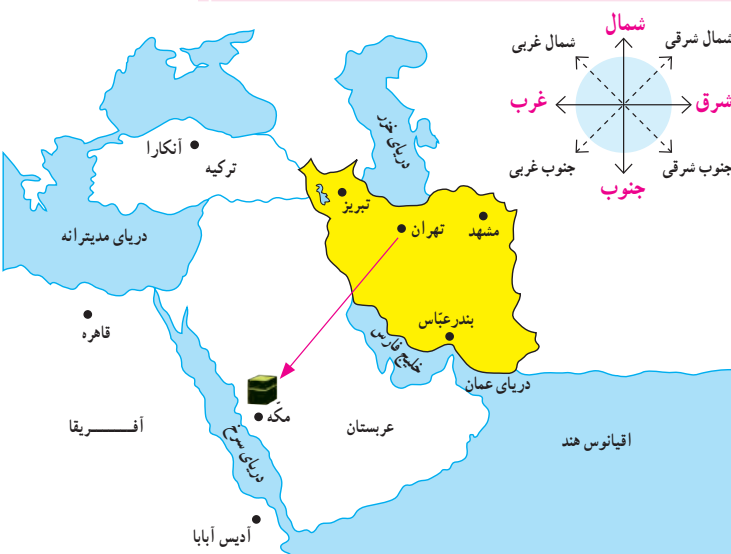 شمال
شمال شرقی
شمال غربی
شرق
غرب
جنوب شرقی
جنوب غربی
جنوب
دریای خزر
آنکارا
ترکیه
تبریز
تهران
مشهد
دریای مدیترانه
قاهره
بندرعبّاس
خلیج فارس
دریای عمان
مکّه
عربستان
آفـــــریقا
دریای سرخ
اقیانوس هند
آدیس آبابا